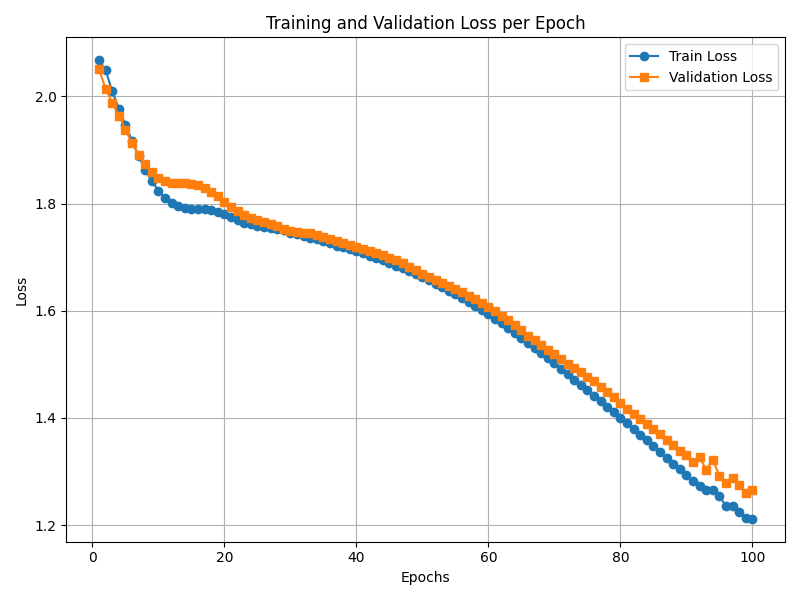 Training and Validation Loss per Epoch
Train Loss
Validation Loss
Loss
2.0
1.8
1.6
1.4
1.2
0 20 40 60 80 100
Epochs